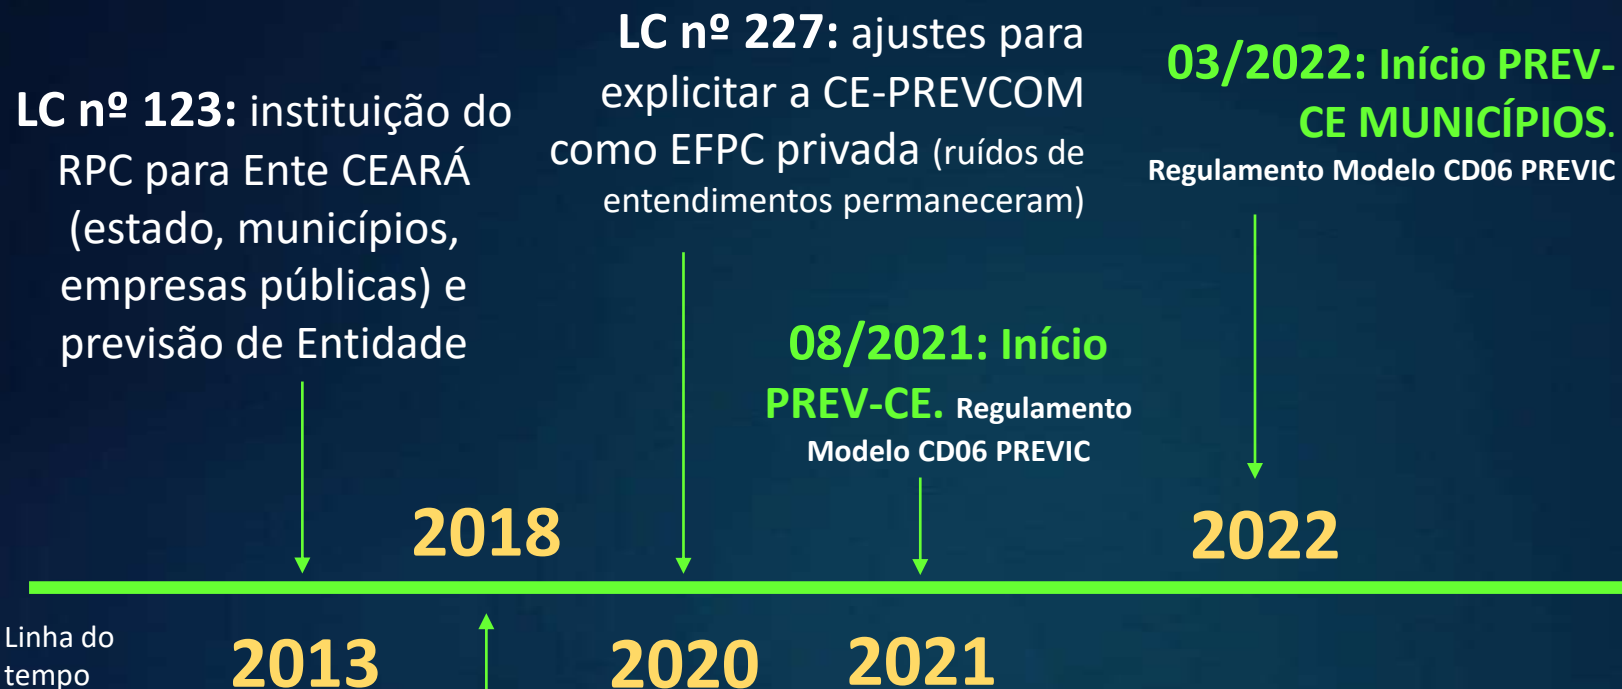 LC nº 123: instituição do
RPC para Ente CEARÁ
(estado, municípios,
empresas públicas) e
previsão de Entidade
LC nº 227: ajustes para
explicitar a CE-PREVCOM
como EFPC privada (ruídos de
entendimentos permaneceram)
03/2022: Início PREV-
CE MUNICÍPIOS.
Regulamento Modelo CD06 PREVIC
08/2021: Início
PREV-CE. Regulamento
Modelo CD06 PREVIC
2018
2022
Linha do
tempo
2013
2020
2021